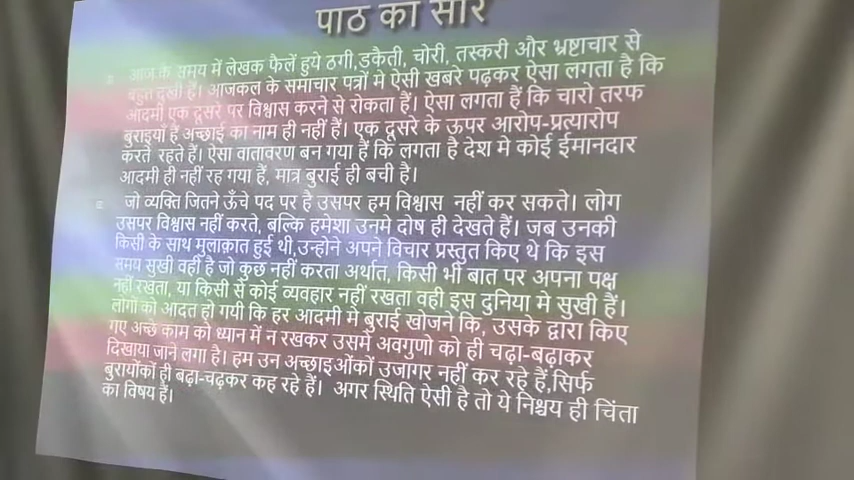 पाठ का सार
आज के समय में लेखक फैलें हुये ठगी,डकैती, चोरी, तस्करी और भ्रष्टाचार से
बहुत दुखी हैं। आजकल के समाचार पत्रों मे ऐसी खबरे पढ़कर ऐसा लगता है कि
आदमी एक दूसरे पर विश्वास करने से रोकता हैं। ऐसा लगता हैं कि चारो तरफ
बुराइयाँ हैं अच्छाई का नाम ही नहीं हैं। एक दूसरे के ऊपर आरोप-प्रत्यारोप
करते रहते हैं। ऐसा वातावरण बन गया हैं कि लगता है देश मे कोई ईमानदार
आदमी ही नहीं रह गया हैं, मात्र बुराई ही बची है।
जो व्यक्ति जितने ऊँचे पद पर है उसपर हम विश्वास नहीं कर सकते। लोग
उसपर विश्वास नहीं करते, बल्कि हमेशा उनमे दोष ही देखते हैं। जब उनकी
किसी के साथ मुलाक़ात हुई थी,उन्होने अपने विचार प्रस्तुत किए थे कि इस
समय सुखी वहीं है जो कुछ नहीं करता अर्थात, किसी भी बात पर अपना पक्ष
नहीं रखता, या किसी से कोई व्यवहार नहीं रखता वही इस दुनिया मे सुखी हैं।
लोगों को आदत हो गयी कि हर आदमी मे बुराई खोजने कि, उसके द्वारा किए
गए अच्छे काम को ध्यान में न रखकर उसमे अवगुणो को ही चढ़ा-बढ़ाकर
दिखाया जाने लगा है। हम उन अच्छाइओंकों उजागर नहीं कर रहे हैं,सिर्फ
बुरायोंकों ही बढ़ा-चढ़कर कह रहे हैं। अगर स्थिति ऐसी है तो ये निश्चय ही चिंता
का विषय हैं।